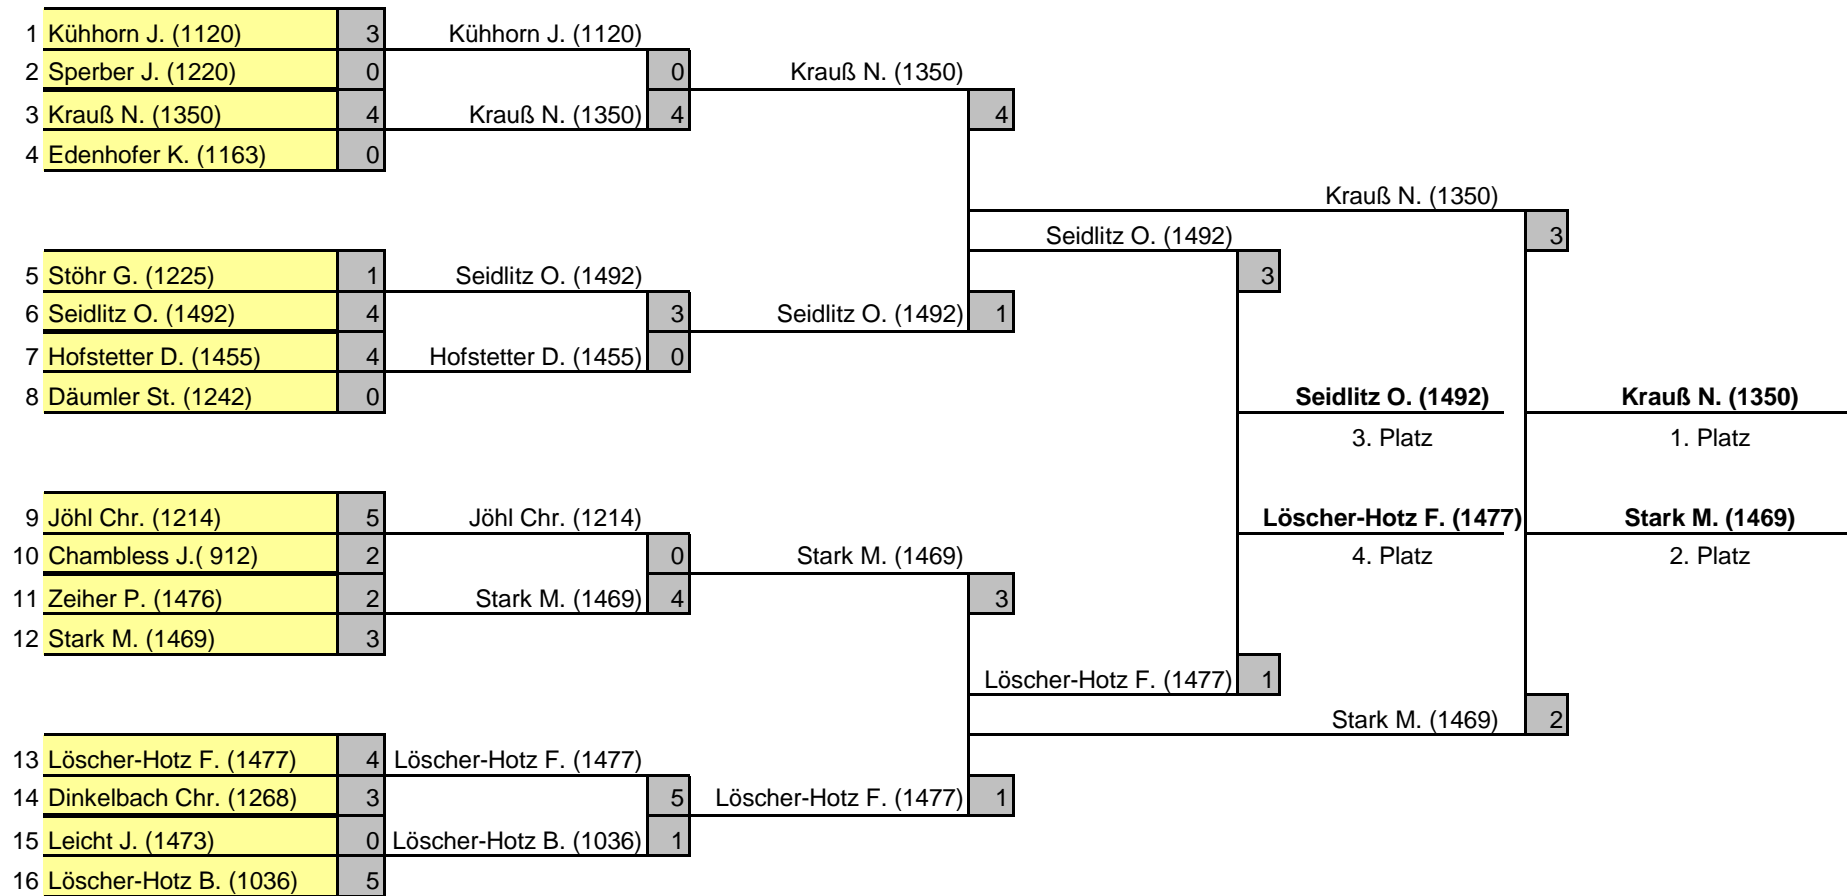 1 Kühhorn J. (1120) 3 Kühhorn J. (1120)
2 Sperber J. (1220) 0 0 Krauß N. (1350)
3 Krauß N. (1350) 4 Krauß N. (1350) 4 4
4 Edenhofer K. (1163) 0
Krauß N. (1350)
Seidlitz O. (1492) 3
5 Stöhr G. (1225) 1 Seidlitz O. (1492) 3
6 Seidlitz O. (1492) 4 3 Seidlitz O. (1492) 1
7 Hofstetter D. (1455) 4 Hofstetter D. (1455) 0
8 Däumler St. (1242) 0 Seidlitz O. (1492) Krauß N. (1350)
3. Platz 1. Platz
9 Jöhl Chr. (1214) 5 Jöhl Chr. (1214) Löscher-Hotz F. (1477) Stark M. (1469)
10 Chambless J.( 912) 2 0 Stark M. (1469) 4. Platz 2. Platz
11 Zeiher P. (1476) 2 Stark M. (1469) 4 3
12 Stark M. (1469) 3
Löscher-Hotz F. (1477) 1
Stark M. (1469) 2
13 Löscher-Hotz F. (1477) 4 Löscher-Hotz F. (1477)
14 Dinkelbach Chr. (1268) 3 5 Löscher-Hotz F. (1477) 1
15 Leicht J. (1473) 0 Löscher-Hotz B. (1036) 1
16 Löscher-Hotz B. (1036) 5